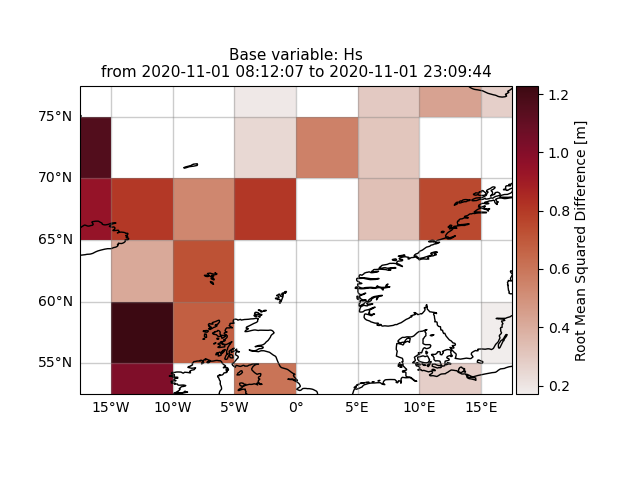 Base variable: Hs
from 2020-11-01 08:12:07 to 2020-11-01 23:09:44
75°N
70°N
65°N
60°N
55°N
15°W 10°W 5°W 0° 5°E 10°E 15°E
1.2
1.0
0.8
0.6
0.4
0.2
Root Mean Squared Difference [m]